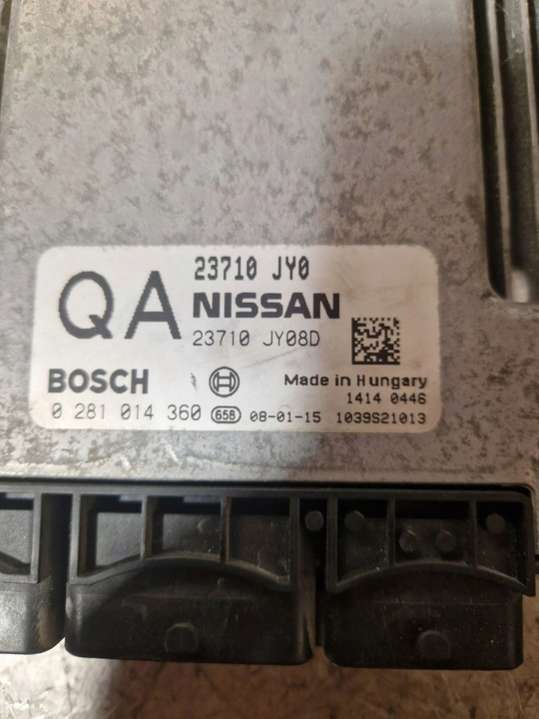 23710 JY0
QA NISSAN
23710 JY08D
BOSCH
Made in Hungary
1414 0446
0 281 014 360 658 08-01-15 1039S21013